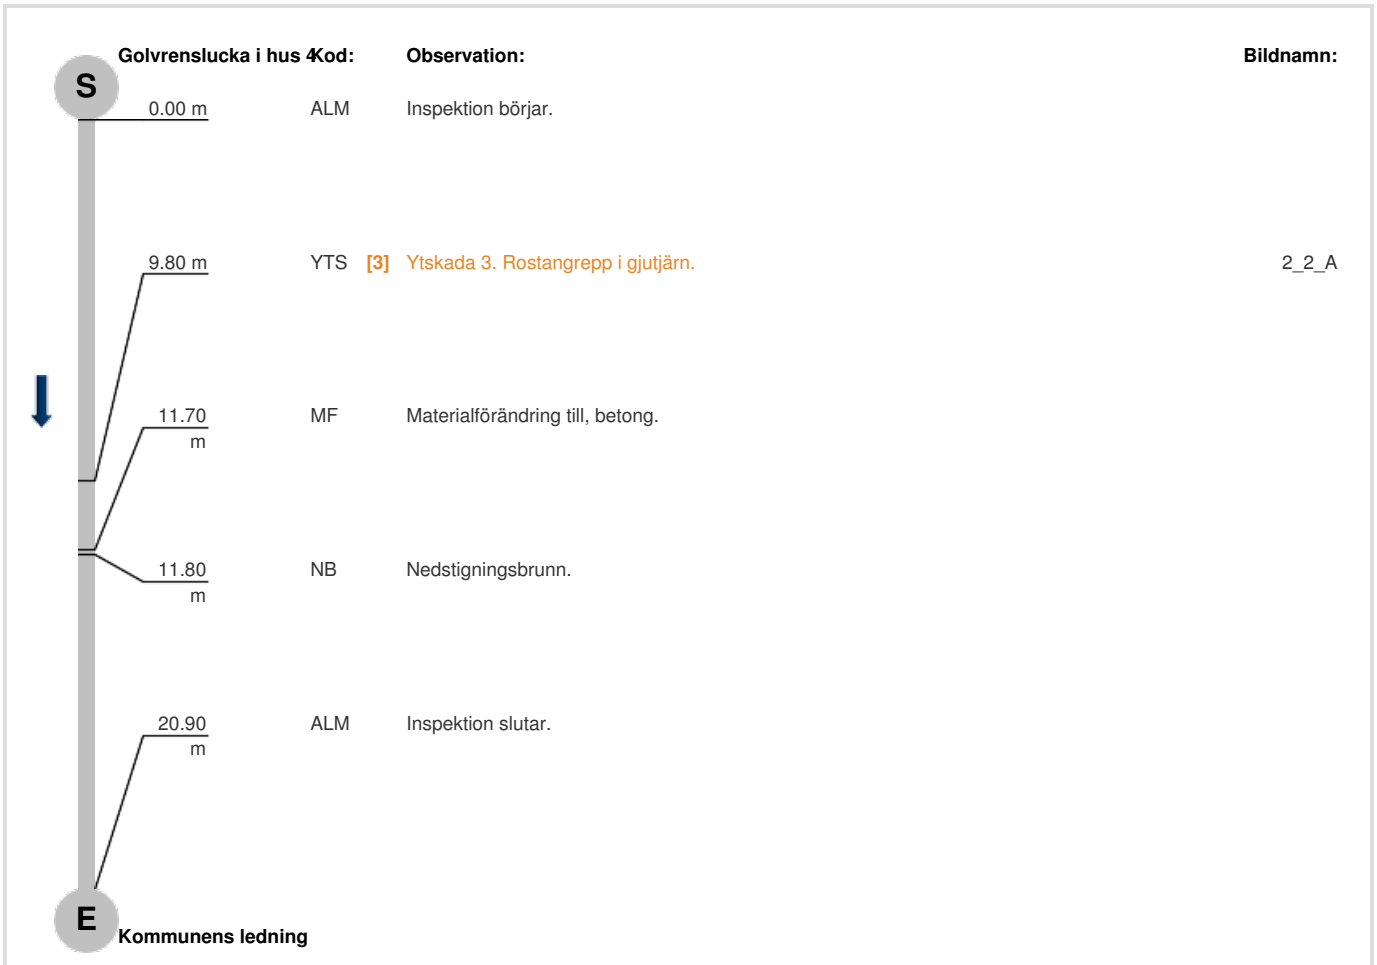 Golvrenslucka i hus 4 Kod: Observation: Bildnamn:
S
0.00 m ALM Inspektion börjar.
9.80 m YTS [3] Ytskada 3. Rostangrepp i gjutjärn. 2_2_A
11.70 MF Materialförändring till, betong.
m
11.80 NB Nedstigningsbrunn.
m
20.90 ALM Inspektion slutar.
m
E
Kommunens ledning